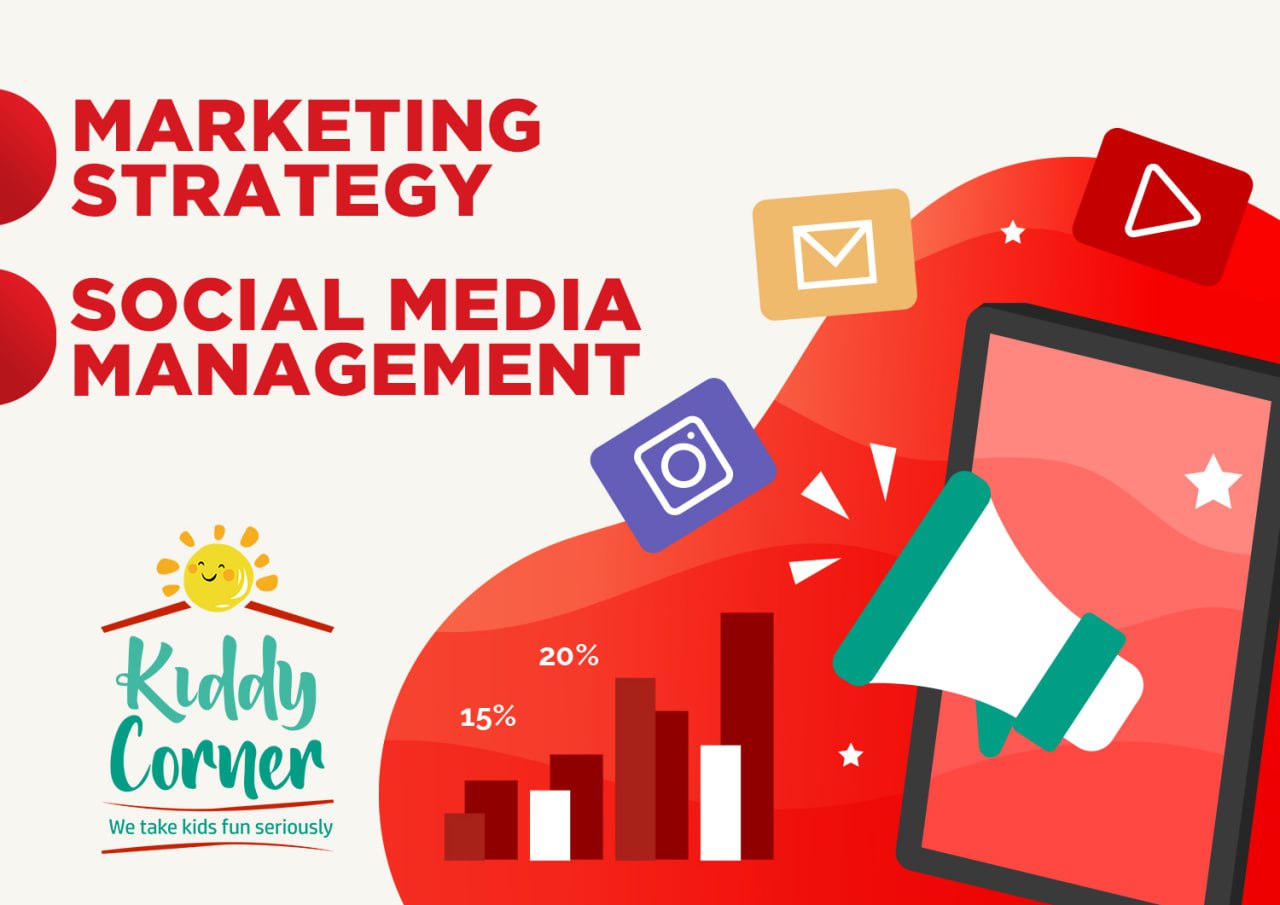 MARKETING
STRATEGY
SOCIAL MEDIA
MANAGEMENT
20%
15%
Kiddy
Corner
We take kids fun seriously